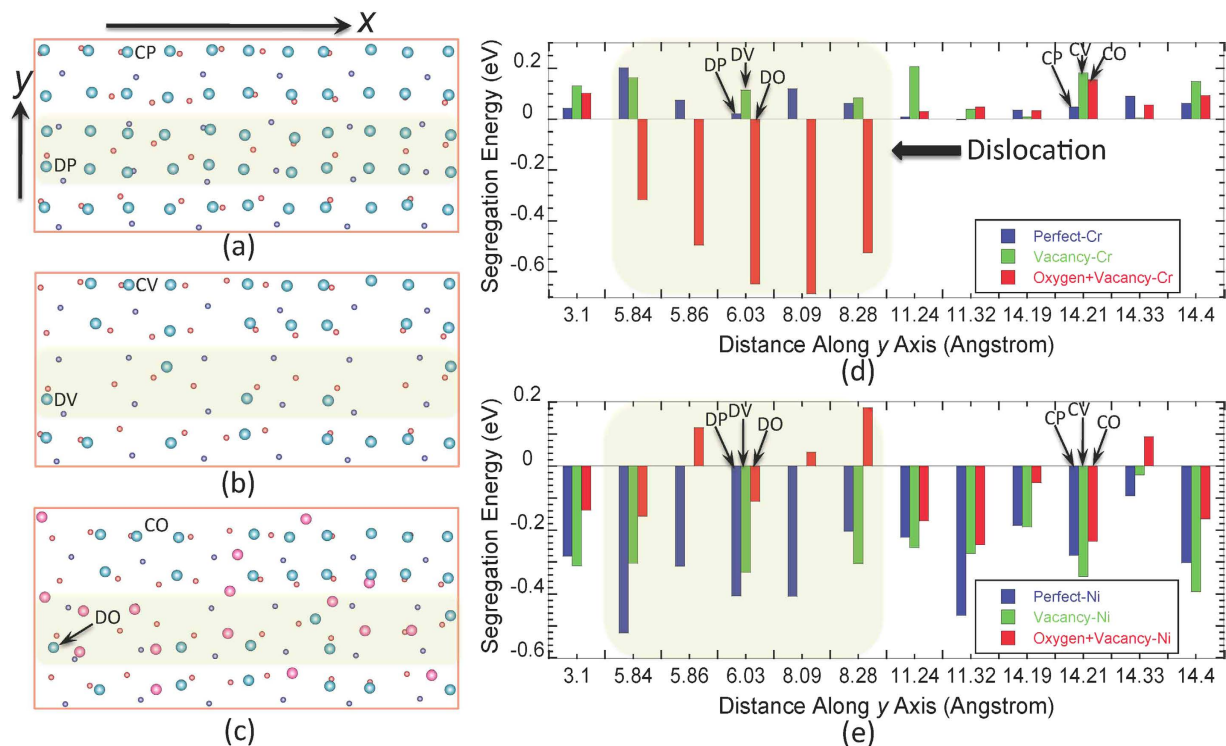 x
y
CP
DP
(a)
CV
DV
(b)
CO
DO
(c)
Segregation Energy (eV)
0.2
0
-0.2
-0.4
-0.6
DP
DV
DO
CP
CV
CO
Dislocation
Perfect-Cr
Vacancy-Cr
Oxygen+Vacancy-Cr
3.1 5.84 5.86 6.03 8.09 8.28 11.24 11.32 14.19 14.21 14.33 14.4
Distance Along y Axis (Angstrom)
(d)
Segregation Energy (eV)
0.2
0
-0.2
-0.4
-0.6
DP
DV
DO
CP
CV
CO
Perfect-Ni
Vacancy-Ni
Oxygen+Vacancy-Ni
3.1 5.84 5.86 6.03 8.09 8.28 11.24 11.32 14.19 14.21 14.33 14.4
Distance Along y Axis (Angstrom)
(e)